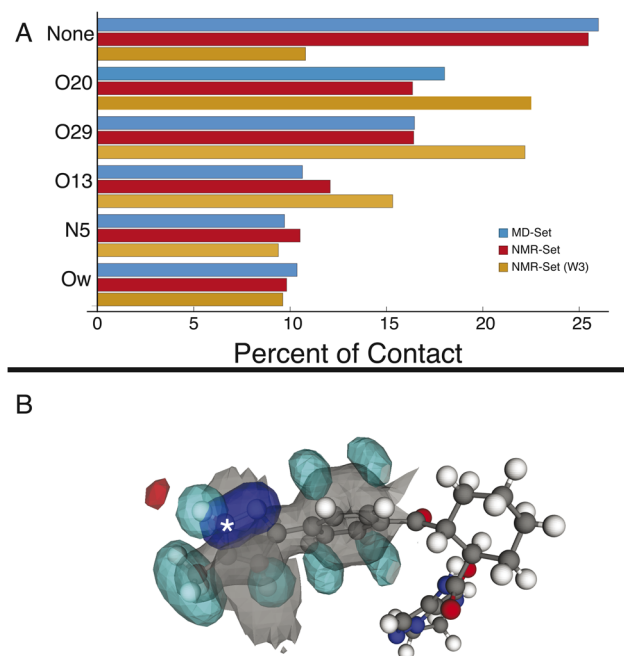 A
None
O20
O29
O13
N5
Ow
MD-Set
NMR-Set
NMR-Set (W3)
0 5 10 15 20 25
Percent of Contact
B
*